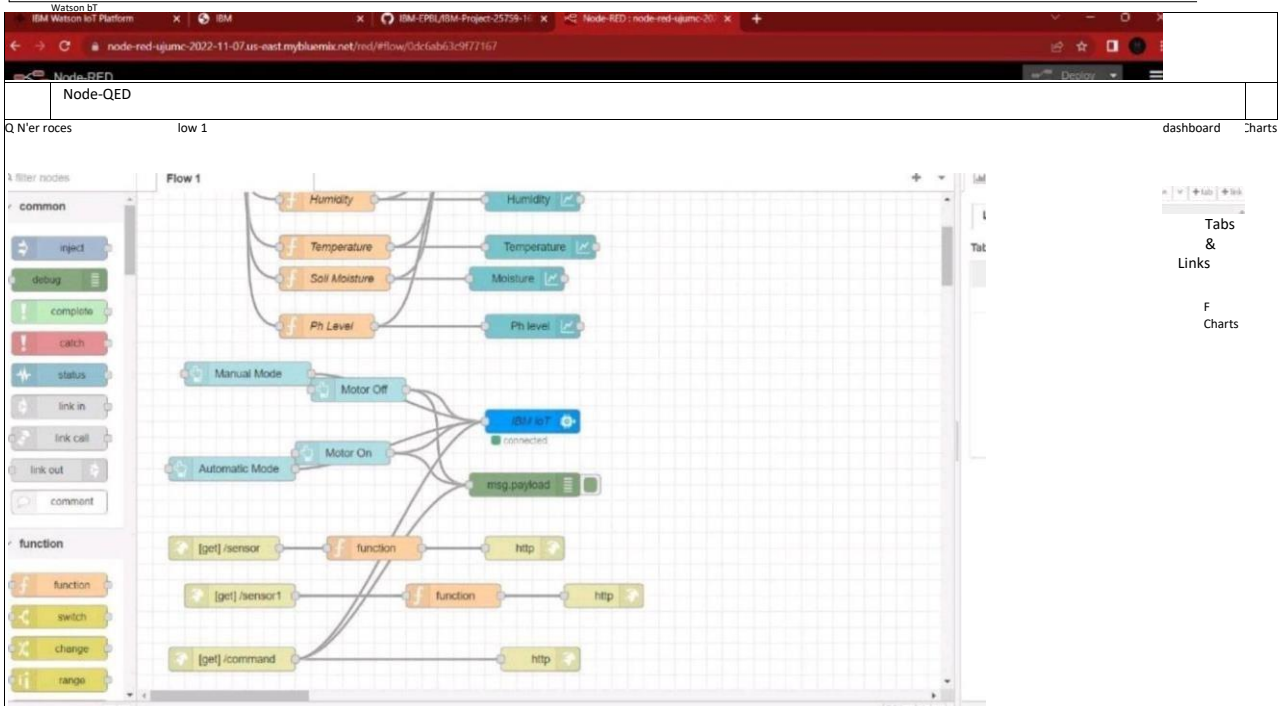 Watson bT
IBM Watson IoT Platform
IBM
IBM-EPBL/IBM-Project-25759-16
Node-RED : node-red-ujumc-202
node-red-ujumc-2022-11-07.us-east.mybluemix.net/red/#flow/0dc6ab63c9f77167
Node-RED
Deploy
Node-QED
Q N'er roces
low 1
dashboard
Charts
filter nodes
Flow 1
+ tab
+ link
common
Humidity
Humidity
Tabs
&
Links
inject
Temperature
Temperature
Tab
debug
Soil Moisture
Moisture
F
Charts
complete
Ph Level
Ph level
catch
status
Manual Mode
Motor Off
link in
IBM IoT
connected
link call
Motor On
Automatic Mode
link out
msg.payload
comment
function
[get] /sensor
function
http
function
[get] /sensor1
function
http
switch
change
[get] /command
http
range